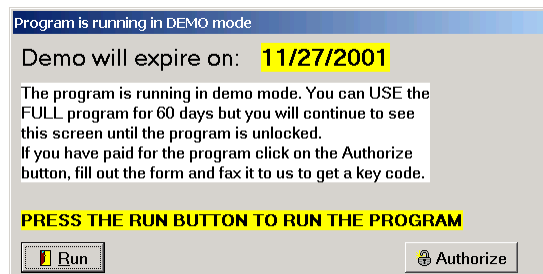 Program is running in DEMO mode
Demo will expire on: 11/27/2001
The program is running in demo mode. You can USE the
FULL program for 60 days but you will continue to see
this screen until the program is unlocked.
If you have paid for the program click on the Authorize
button, fill out the form and fax it to us to get a key code.
PRESS THE RUN BUTTON TO RUN THE PROGRAM
Run Authorize